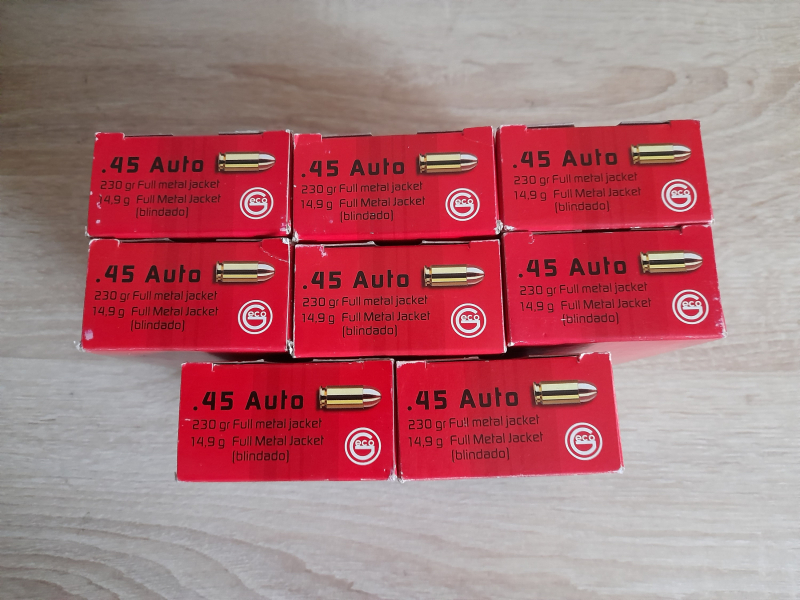 .45 Auto
230 gr Full metal jacket
14,9 g Full Metal Jacket
(blindado)
Geco
.45 Auto
230 gr Full metal jacket
14,9 g Full Metal Jacket
(blindado)
Geco
.45 Auto
230 gr Full metal jacket
14,9 g Full Metal Jacket
(blindado)
Geco
.45 Auto
230 gr Full metal jacket
14,9 g Full Metal Jacket
(blindado)
Geco
.45 Auto
230 gr Full metal jacket
14,9 g Full Metal Jacket
(blindado)
Geco
.45 Auto
230 gr Full metal jacket
14,9 g Full Metal Jacket
(blindado)
Geco
.45 Auto
230 gr Full metal jacket
14,9 g Full Metal Jacket
(blindado)
Geco
.45 Auto
230 gr Full metal jacket
14,9 g Full Metal Jacket
(blindado)
Geco